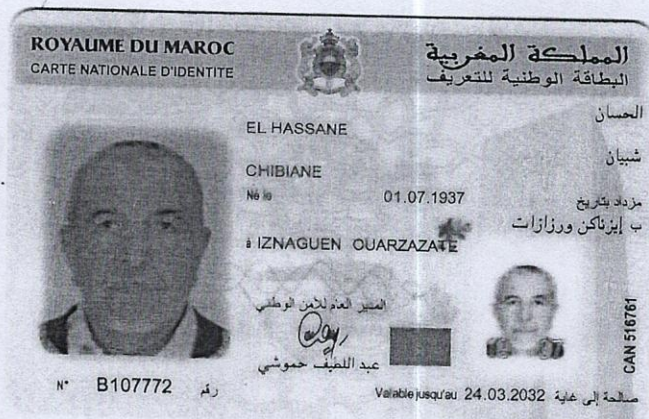 ROYAUME DU MAROC
المملكة المغربية
CARTE NATIONALE D'IDENTITE
البطاقة الوطنية للتعريف
الحسان
EL HASSANE
شيبان
CHIBIANE
Né le 01.07.1937 مزداد بتاريخ
ب إيزناكن ورزازات
à IZNAGUEN OUARZAZATE
المدير العام للأمن الوطني
عبد اللطيف حموشي
CAN 516761
N° B107772 رقم
Valable jusqu'au 24.03.2032 صالحة إلى غاية